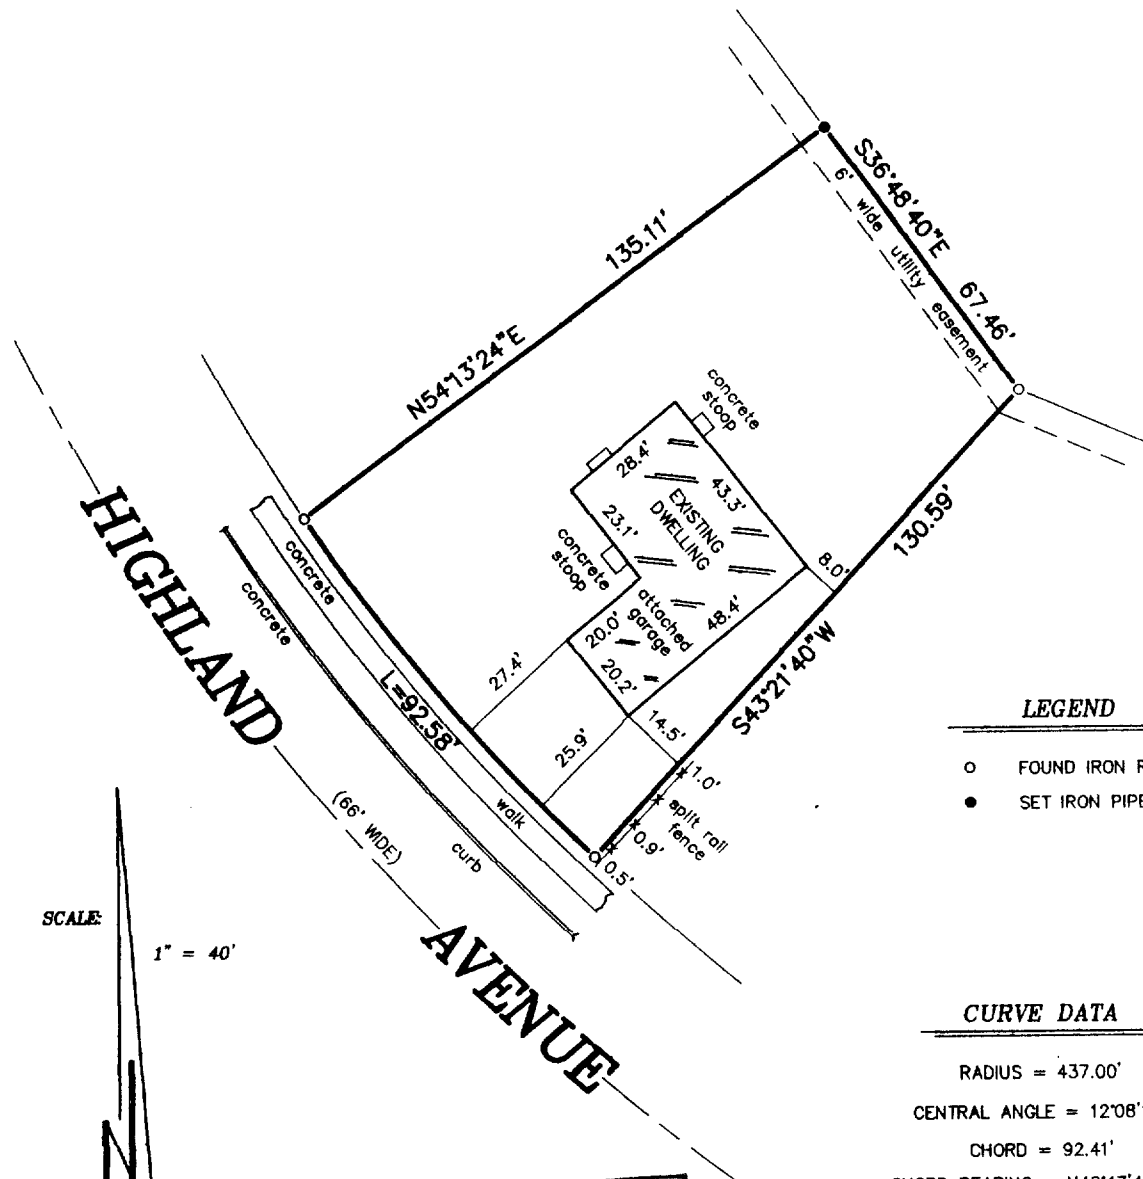 S36°48'40"E
67.46'
6' wide utility easement
135.11'
N54°13'24"E
concrete
stoop
28.4'
43.3'
EXISTING
DWELLING
23.1'
concrete
stoop
130.59'
8.0'
attached
garage
48.4'
20.0'
20.2'
S43°21'40"W
HIGHLAND
concrete
concrete
27.4'
L=92.58'
25.9'
14.5'
1.0'
split rail
fence
0.9'
0.5'
walk
curb
(66' WIDE)
AVENUE
LEGEND
FOUND IRON
SET IRON PIPE
SCALE:
1" = 40'
N
CURVE DATA
RADIUS = 437.00'
CENTRAL ANGLE = 12°08'
CHORD = 92.41'